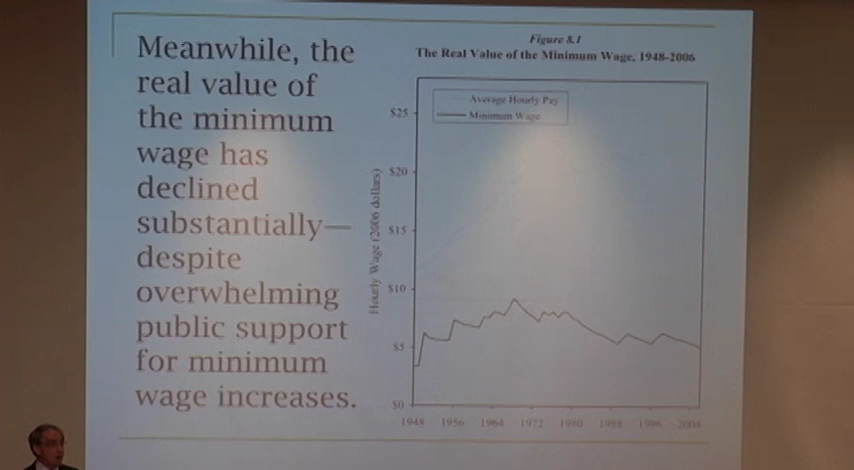 Meanwhile, the
real value of
the minimum
wage has
declined
substantially—
despite
overwhelming
public support
for minimum
wage increases.
Figure 8.1
The Real Value of the Minimum Wage, 1948-2006
Average Hourly Pay
Minimum Wage
Hourly Wage (2006 dollars)
$25
$20
$15
$10
$5
$0
1948 1956 1964 1972 1980 1988 1996 2004